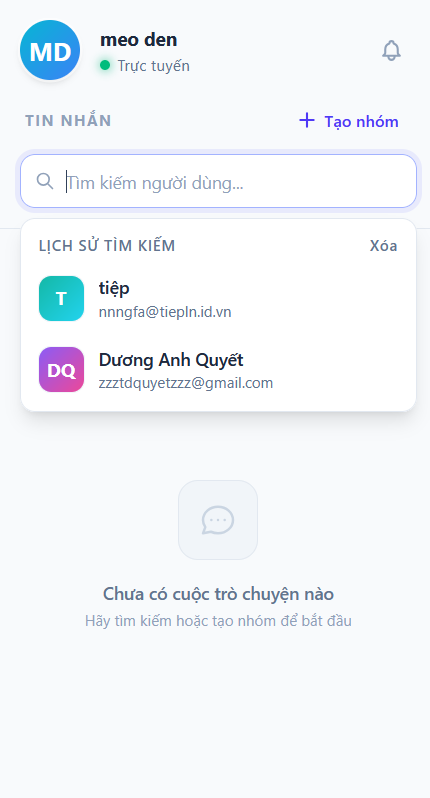 MD
meo den
Trực tuyến
TIN NHẮN
Tạo nhóm
Tìm kiếm người dùng...
LỊCH SỬ TÌM KIẾM
Xóa
T
tiệp
nnngfa@tiepln.id.vn
DQ
Dương Anh Quyết
zzztdquyetzzz@gmail.com
Chưa có cuộc trò chuyện nào
Hãy tìm kiếm hoặc tạo nhóm để bắt đầu